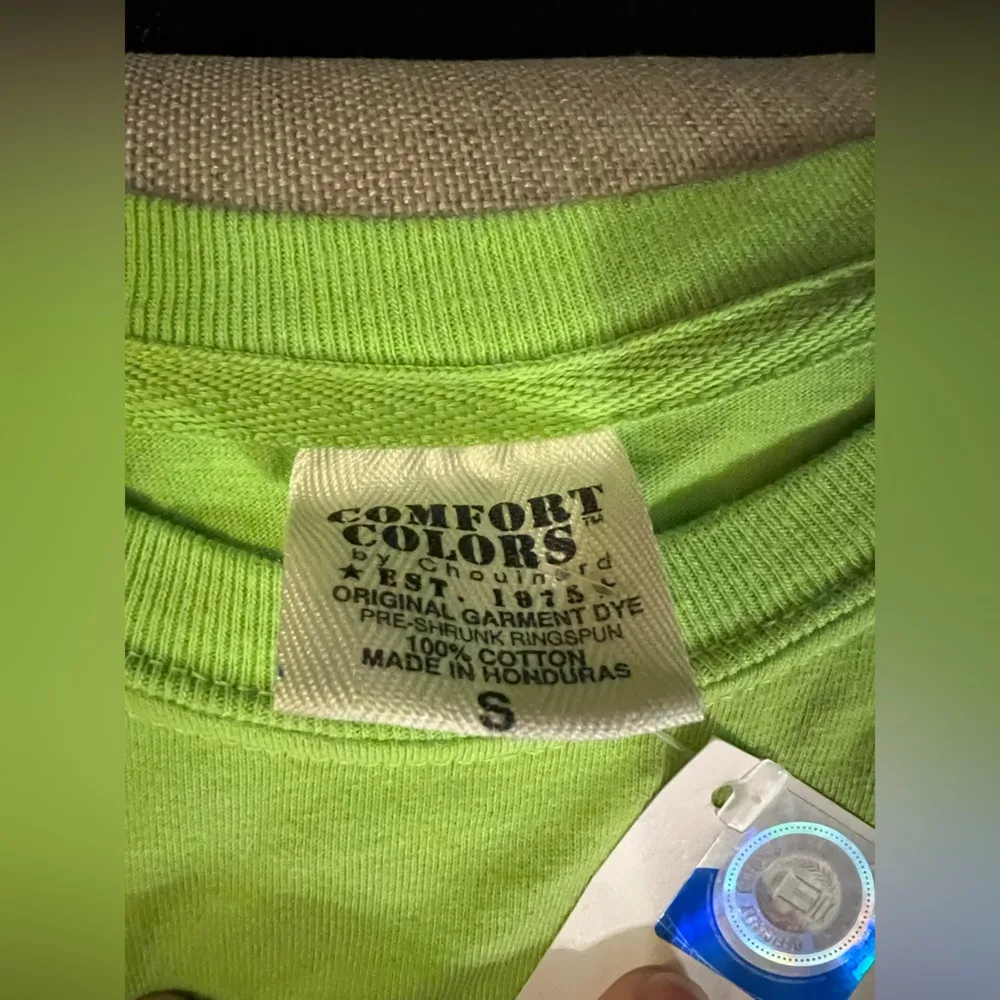 COMFORT
COLORS™
by Chouinard
★ EST. 1975
ORIGINAL GARMENT DYE
PRE-SHRUNK RINGSPUN
100% COTTON
MADE IN HONDURAS
S